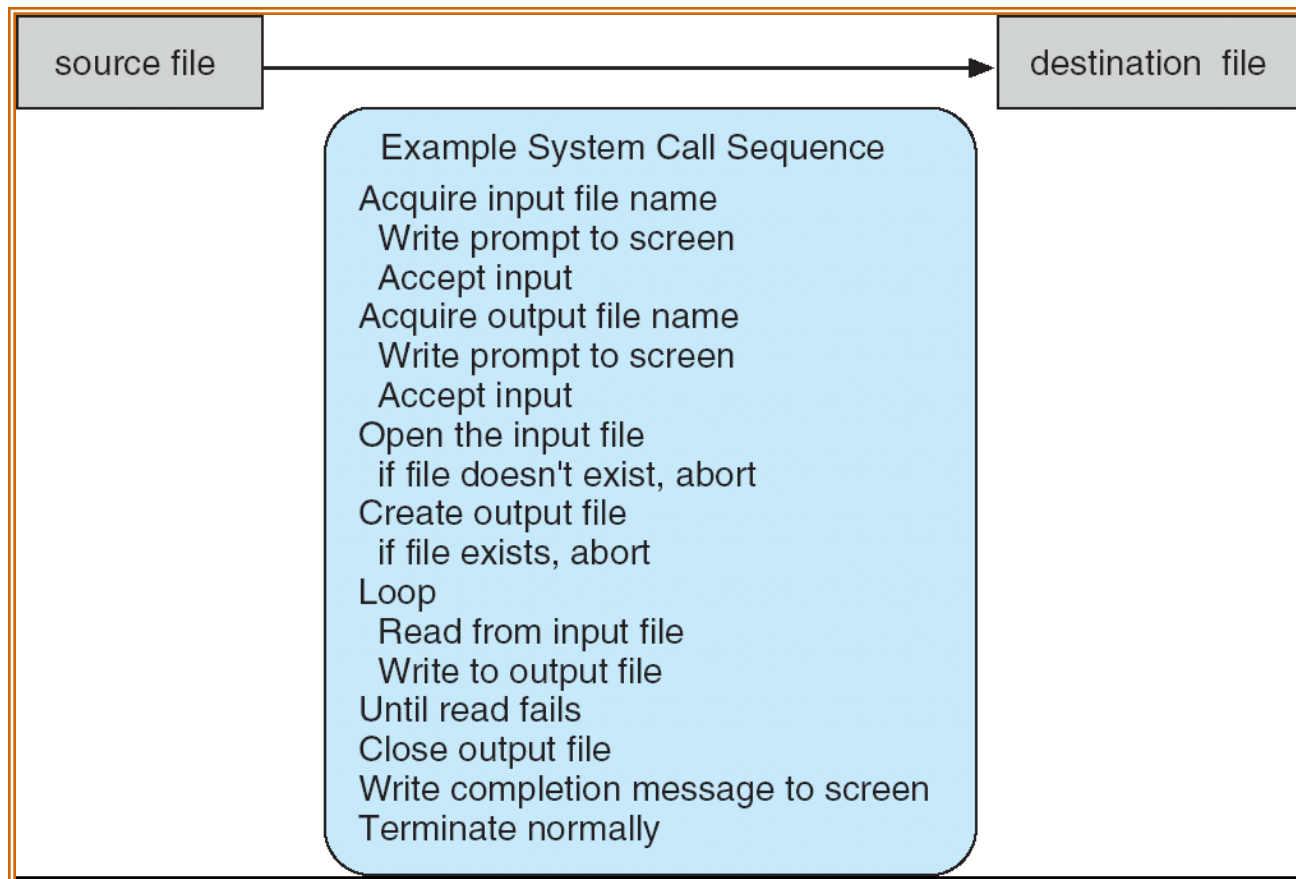 source file
destination file
Example System Call Sequence
Acquire input file name
Write prompt to screen
Accept input
Acquire output file name
Write prompt to screen
Accept input
Open the input file
if file doesn't exist, abort
Create output file
if file exists, abort
Loop
Read from input file
Write to output file
Until read fails
Close output file
Write completion message to screen
Terminate normally